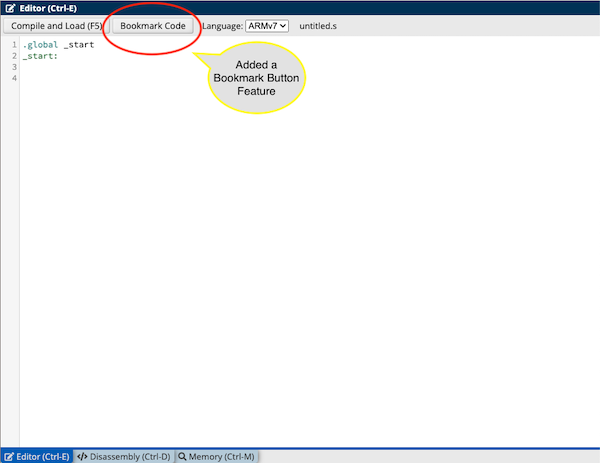 Editor (Ctrl-E)
Compile and Load (F5) Bookmark Code Language: ARMv7 untitled.s
1 .global _start
2 _start:
3
4
Added a
Bookmark Button
Feature
Editor (Ctrl-E) Disassembly (Ctrl-D) Memory (Ctrl-M)